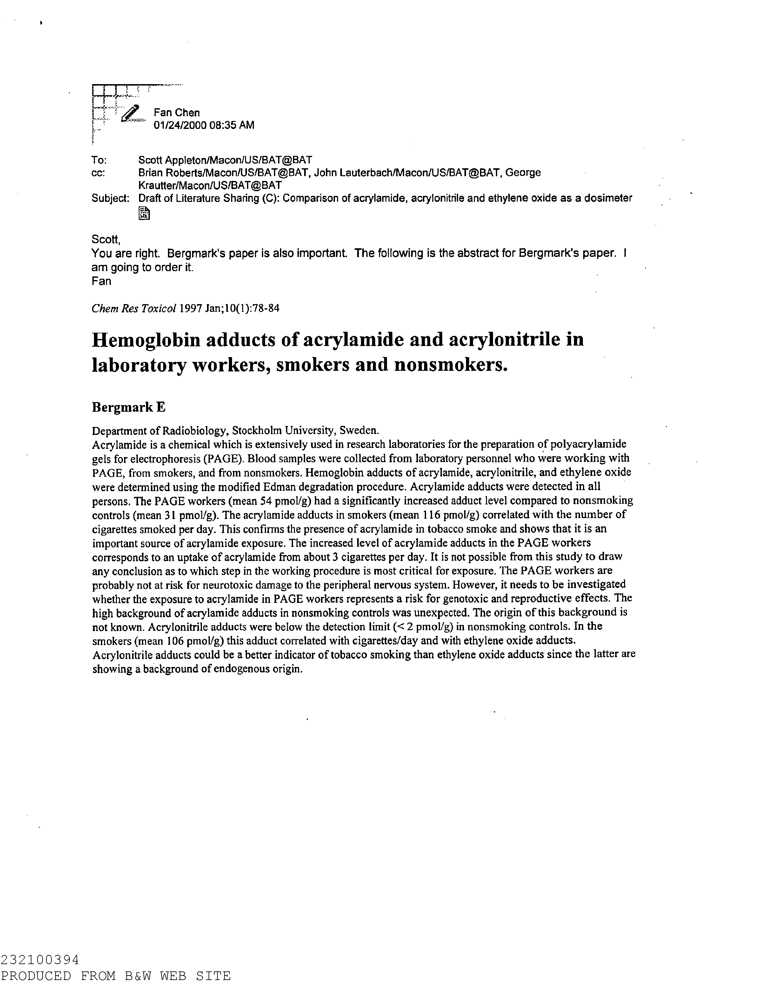 Fan Chen
01/24/2000 08:35 AM
To: Scott Appleton/Macon/US/BAT@BAT
cc: Brian Roberts/Macon/US/BAT@BAT, John Lauterbach/Macon/US/BAT@BAT, George
Krautter/Macon/US/BAT@BAT
Subject: Draft of Literature Sharing (C): Comparison of acrylamide, acrylonitrile and ethylene oxide as a dosimeter
Scott,
You are right. Bergmark's paper is also important. The following is the abstract for Bergmark's paper. I
am going to order it.
Fan
Chem Res Toxicol 1997 Jan;10(1):78-84
Hemoglobin adducts of acrylamide and acrylonitrile in
laboratory workers, smokers and nonsmokers.
Bergmark E
Department of Radiobiology, Stockholm University, Sweden.
Acrylamide is a chemical which is extensively used in research laboratories for the preparation of polyacrylamide
gels for electrophoresis (PAGE). Blood samples were collected from laboratory personnel who were working with
PAGE, from smokers, and from nonsmokers. Hemoglobin adducts of acrylamide, acrylonitrile, and ethylene oxide
were determined using the modified Edman degradation procedure. Acrylamide adducts were detected in all
persons. The PAGE workers (mean 54 pmol/g) had a significantly increased adduct level compared to nonsmoking
controls (mean 31 pmol/g). The acrylamide adducts in smokers (mean 116 pmol/g) correlated with the number of
cigarettes smoked per day. This confirms the presence of acrylamide in tobacco smoke and shows that it is an
important source of acrylamide exposure. The increased level of acrylamide adducts in the PAGE workers
corresponds to an uptake of acrylamide from about 3 cigarettes per day. It is not possible from this study to draw
any conclusion as to which step in the working procedure is most critical for exposure. The PAGE workers are
probably not at risk for neurotoxic damage to the peripheral nervous system. However, it needs to be investigated
whether the exposure to acrylamide in PAGE workers represents a risk for genotoxic and reproductive effects. The
high background of acrylamide adducts in nonsmoking controls was unexpected. The origin of this background is
not known. Acrylonitrile adducts were below the detection limit (< 2 pmol/g) in nonsmoking controls. In the
smokers (mean 106 pmol/g) this adduct correlated with cigarettes/day and with ethylene oxide adducts.
Acrylonitrile adducts could be a better indicator of tobacco smoking than ethylene oxide adducts since the latter are
showing a background of endogenous origin.
232100394
PRODUCED FROM B&W WEB SITE